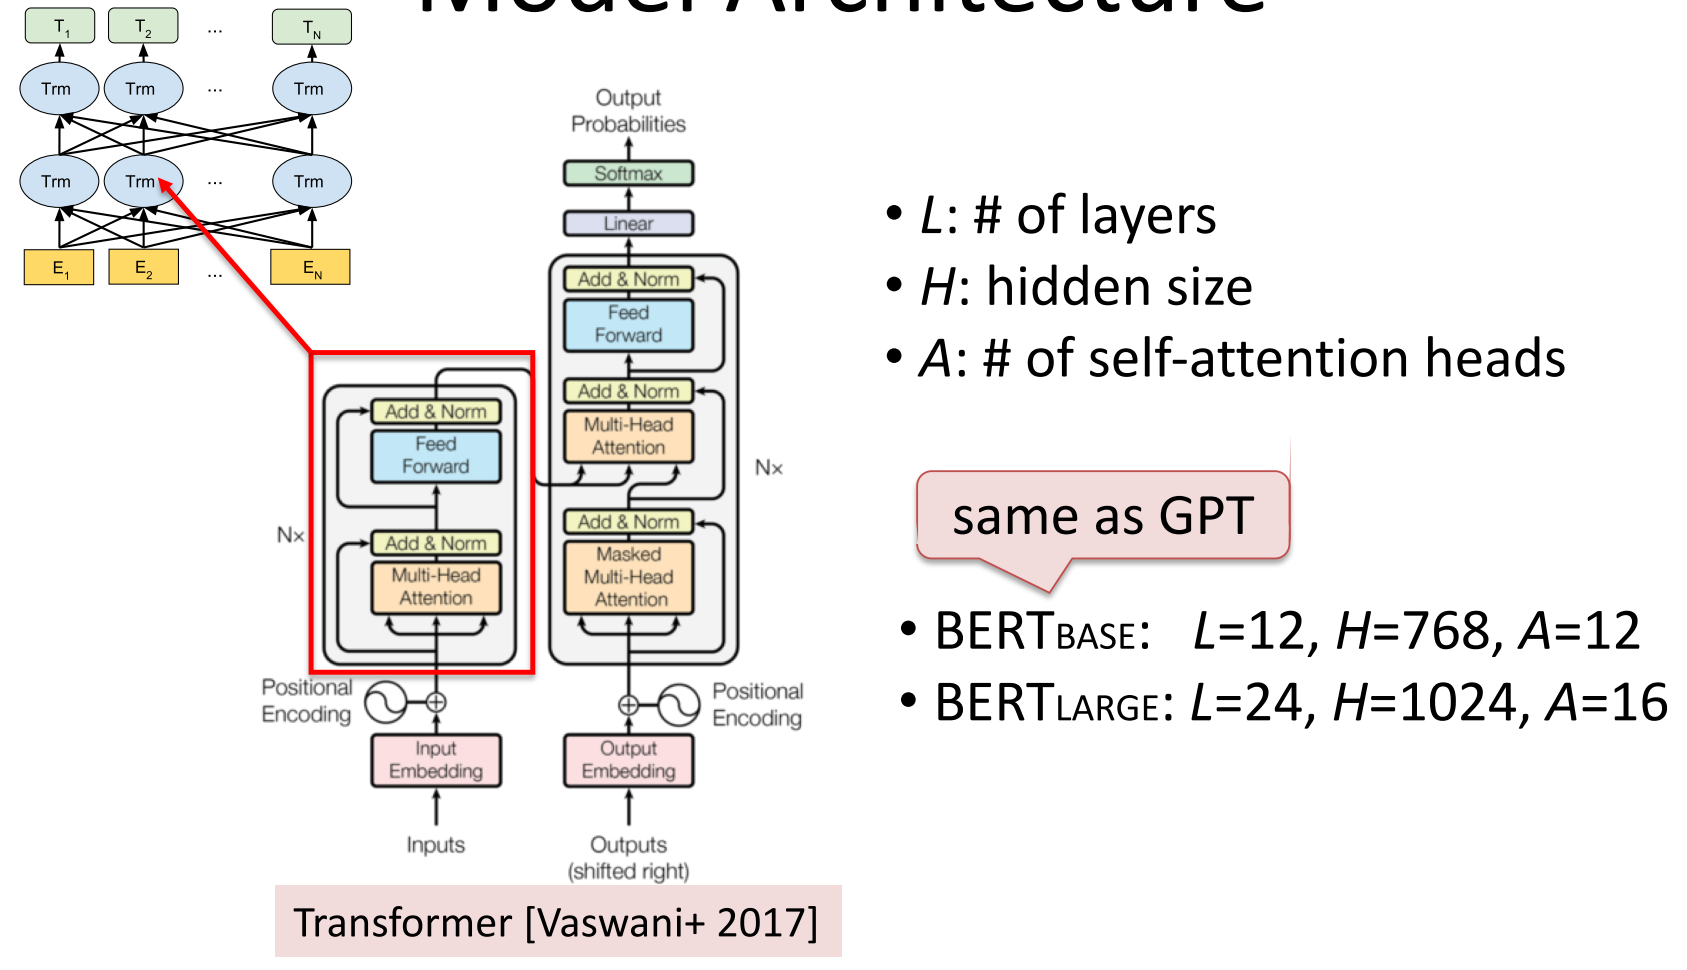 Model Architecture
T1 T2 ... TN
Trm Trm ... Trm
Trm Trm ... Trm
E1 E2 ... EN
Output
Probabilities
Softmax
Linear
Add & Norm
Feed
Forward
Add & Norm
Multi-Head
Attention
Nx
Add & Norm
Masked
Multi-Head
Attention
Add & Norm
Feed
Forward
Nx
Add & Norm
Multi-Head
Attention
Positional
Encoding
Positional
Encoding
Input
Embedding
Output
Embedding
Inputs
Outputs
(shifted right)
Transformer [Vaswani+ 2017]
• L: # of layers
• H: hidden size
• A: # of self-attention heads
same as GPT
• BERTBASE: L=12, H=768, A=12
• BERTLARGE: L=24, H=1024, A=16